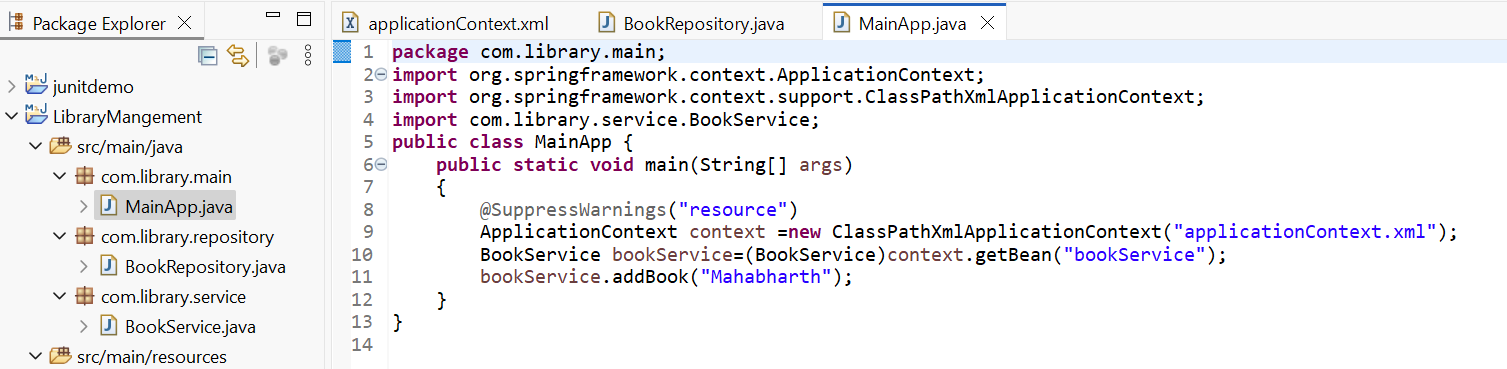 Package Explorer
junitdemo
LibraryMangement
src/main/java
com.library.main
MainApp.java
com.library.repository
BookRepository.java
com.library.service
BookService.java
src/main/resources
applicationContext.xml
BookRepository.java
MainApp.java
1 package com.library.main;
2 import org.springframework.context.ApplicationContext;
3 import org.springframework.context.support.ClassPathXmlApplicationContext;
4 import com.library.service.BookService;
5 public class MainApp {
6 public static void main(String[] args)
7 {
8 @SuppressWarnings("resource")
9 ApplicationContext context =new ClassPathXmlApplicationContext("applicationContext.xml");
10 BookService bookService=(BookService)context.getBean("bookService");
11 bookService.addBook("Mahabharth");
12 }
13 }
14